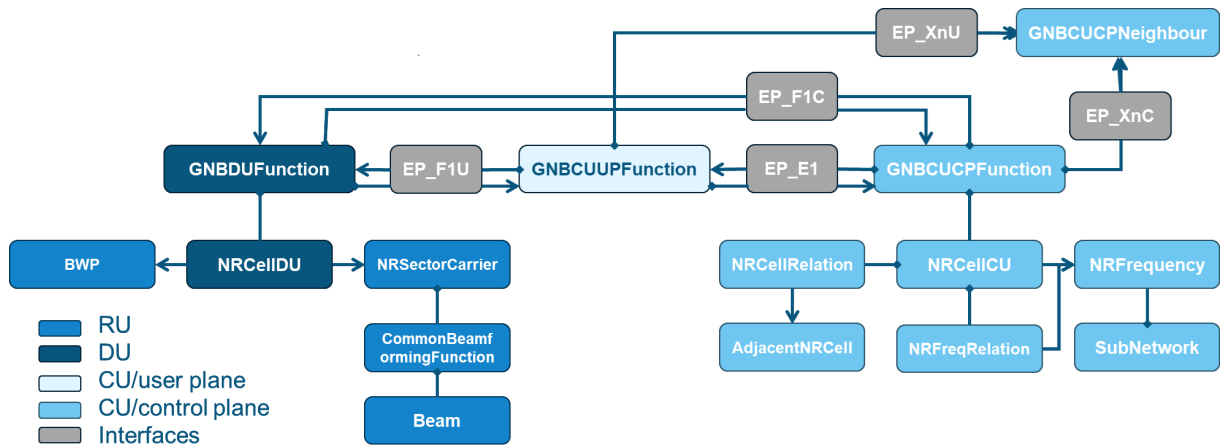 EP_XnU
GNBCUCPNeighbour
EP_F1C
EP_XnC
GNBDUFunction
EP_F1U
GNBCUUPFunction
EP_E1
GNBCUCPFunction
BWP
NRCellDU
NRSectorCarrier
NRCellRelation
NRCellCU
NRFrequency
CommonBeamf
ormingFunction
AdjacentNRCell
NRFreqRelation
SubNetwork
Beam
RU
DU
CU/user plane
CU/control plane
Interfaces